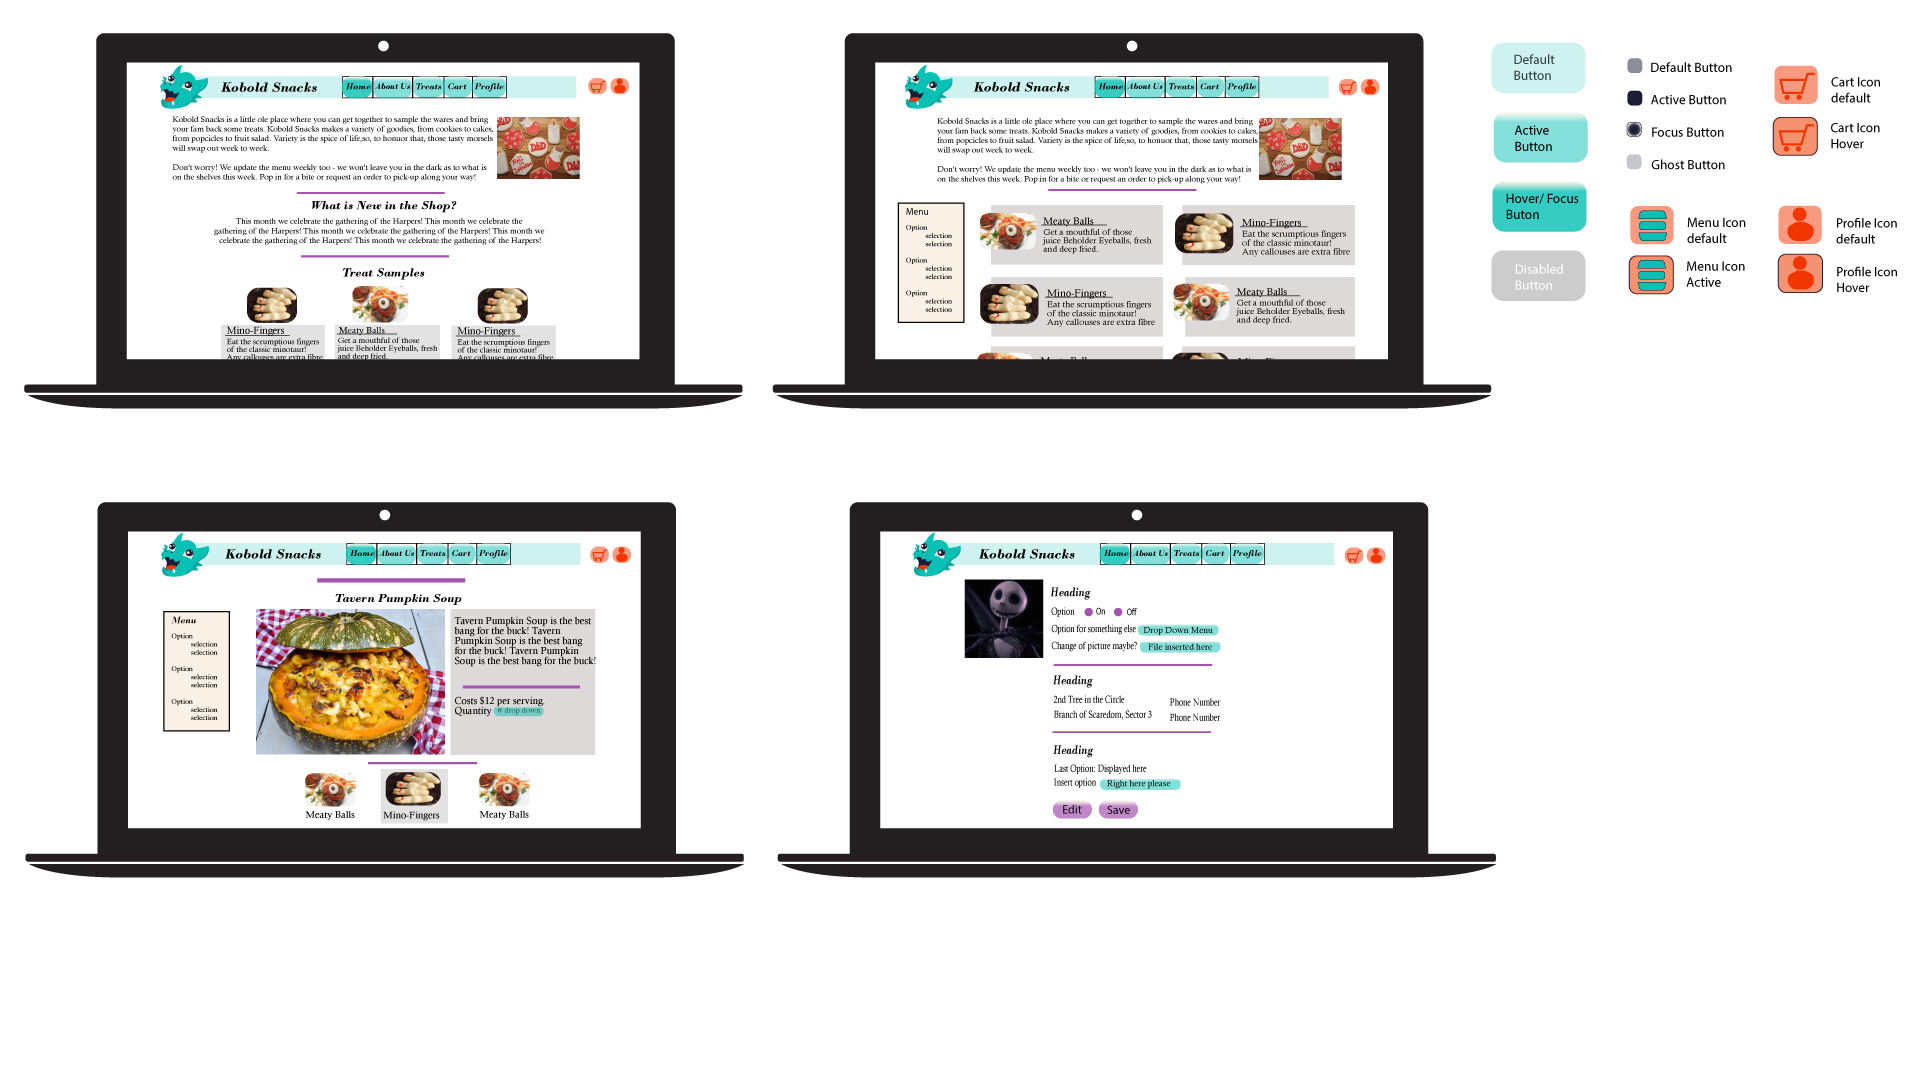 Kobold Snacks
Home About Us Treats Cart Profile
Kobold Snacks is a little ole place where you can get together to sample the wares and bring
your fam back some treats. Kobold Snacks makes a variety of goodies, from cookies to cakes,
from popcicles to fruit salad. Variety is the spice of life,so, to honuor that, those tasty morsels
will swap out week to week.
Don't worry! We update the menu weekly too - we won't leave you in the dark as to what is
on the shelves this week. Pop in for a bite or request an order to pick-up along your way!
D&D
What is New in the Shop?
This month we celebrate the gathering of the Harpers! This month we celebrate the
gathering of the Harpers! This month we celebrate the gathering of the Harpers! This month we
celebrate the gathering of the Harpers! This month we celebrate the gathering of the Harpers!
Treat Samples
Mino-Fingers
Eat the scrumptious fingers
of the classic minotaur!
Any callouses are extra fibre
Meaty Balls
Get a mouthful of those
juice Beholder Eyeballs, fresh
and deep fried.
Mino-Fingers
Eat the scrumptious fingers
of the classic minotaur!
Any callouses are extra fibre
Kobold Snacks
Home About Us Treats Cart Profile
Kobold Snacks is a little ole place where you can get together to sample the wares and bring
your fam back some treats. Kobold Snacks makes a variety of goodies, from cookies to cakes,
from popcicles to fruit salad. Variety is the spice of life,so, to honuor that, those tasty morsels
will swap out week to week.
Don't worry! We update the menu weekly too - we won't leave you in the dark as to what is
on the shelves this week. Pop in for a bite or request an order to pick-up along your way!
D&D
Menu
Option
selection
selection
Option
selection
selection
Option
selection
selection
Meaty Balls
Get a mouthful of those
juice Beholder Eyeballs, fresh
and deep fried.
Mino-Fingers
Eat the scrumptious fingers
of the classic minotaur!
Any callouses are extra fibre
Mino-Fingers
Eat the scrumptious fingers
of the classic minotaur!
Any callouses are extra fibre
Meaty Balls
Get a mouthful of those
juice Beholder Eyeballs, fresh
and deep fried.
Default
Button
Active
Button
Hover/ Focus
Buton
Disabled
Button
Default Button
Active Button
Focus Button
Ghost Button
Cart Icon
default
Cart Icon
Hover
Menu Icon
default
Menu Icon
Active
Profile Icon
default
Profile Icon
Hover
Kobold Snacks
Home About Us Treats Cart Profile
Tavern Pumpkin Soup
Menu
Option
selection
selection
Option
selection
selection
Option
selection
selection
Tavern Pumpkin Soup is the best
bang for the buck! Tavern
Pumpkin Soup is the best bang
for the buck! Tavern Pumpkin
Soup is the best bang for the buck!
Costs $12 per serving.
Quantity # drop down
Meaty Balls
Mino-Fingers
Meaty Balls
Kobold Snacks
Home About Us Treats Cart Profile
Heading
Option On Off
Option for something else Drop Down Menu
Change of picture maybe? File inserted here
Heading
2nd Tree in the Circle Phone Number
Branch of Scaredom, Sector 3 Phone Number
Heading
Last Option: Displayed here
Insert option Right here please
Edit Save